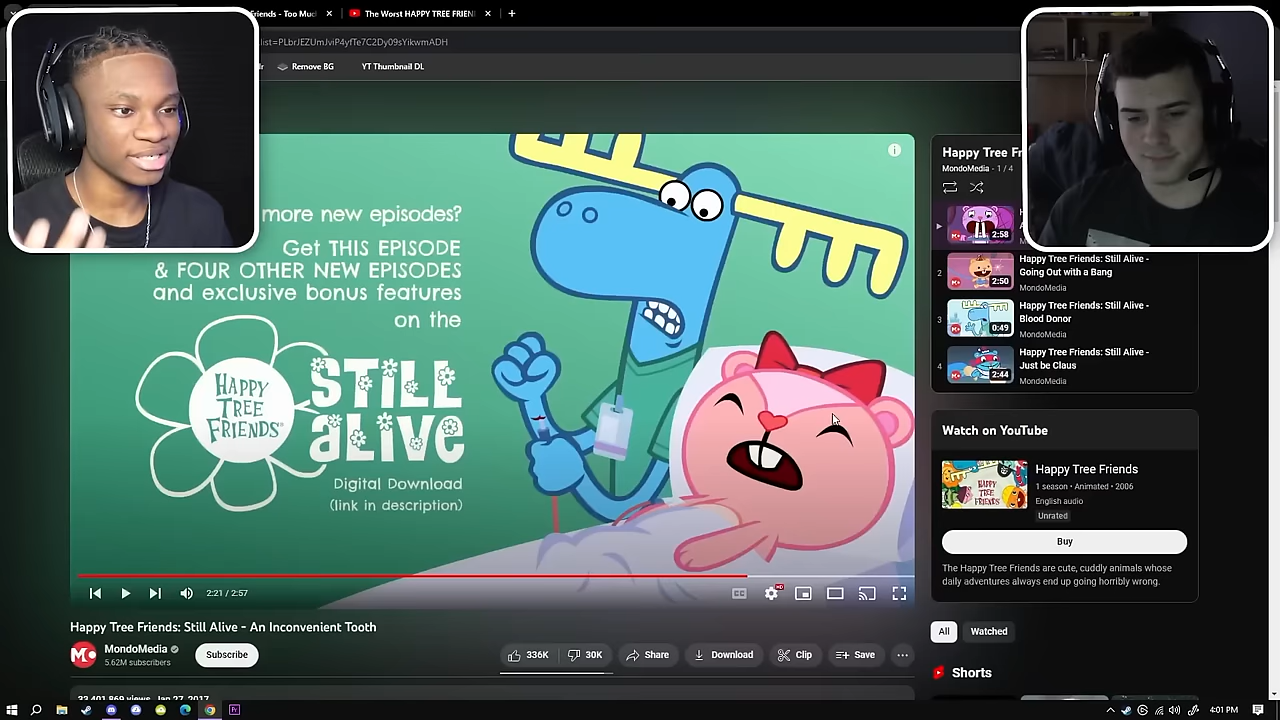 Friends - Too Muc
The Worst HAPPY TREE FRIEN
list=PLbrJEZUmJviP4yfTe7C2Dy09sYikwmADH
Remove BG
YT Thumbnail DL
more new episodes?
Get THIS EPISODE
& FOUR OTHER NEW EPISODES
and exclusive bonus features
on the
HAPPY
TREE
FRIENDS
STILL
aLive
Digital Download
(link in description)
2:21 / 2:57
Happy Tree Fr
MondoMedia - 1 / 4
2:58
2
2:50
Happy Tree Friends: Still Alive -
Going Out with a Bang
MondoMedia
3
0:49
Happy Tree Friends: Still Alive -
Blood Donor
MondoMedia
4
2:44
Happy Tree Friends: Still Alive -
Just be Claus
MondoMedia
Watch on YouTube
Happy Tree Friends
1 season • Animated • 2006
English audio
Unrated
Buy
The Happy Tree Friends are cute, cuddly animals whose
daily adventures always end up going horribly wrong.
Happy Tree Friends: Still Alive - An Inconvenient Tooth
MondoMedia
5.62M subscribers
Subscribe
336K
30K
Share
Download
Clip
Save
All
Watched
Shorts
33,401,869 views Jan 27, 2017
4:01 PM